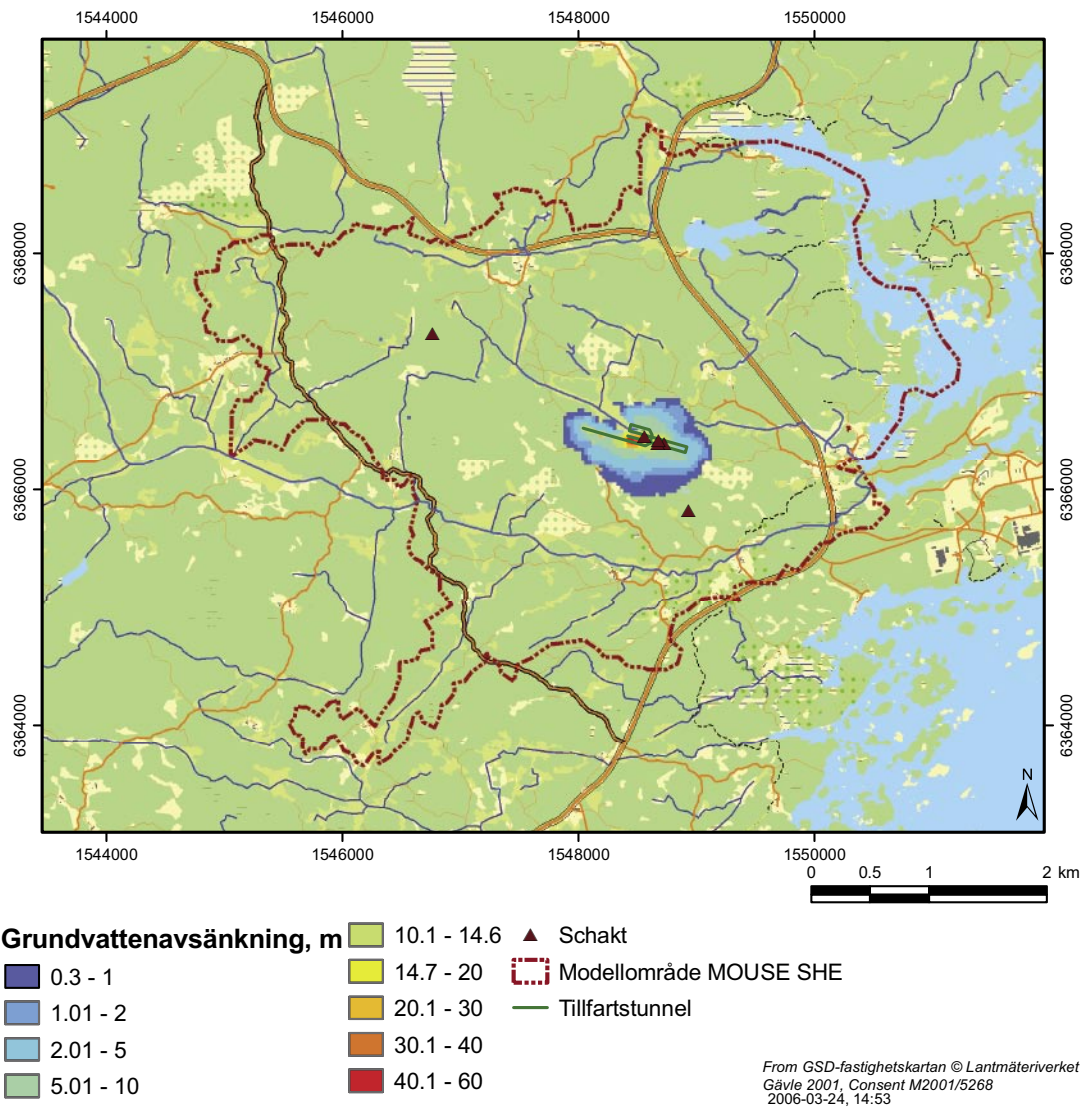 1544000 1546000 1548000 1550000
6368000 6368000
6366000 6366000
6364000 6364000
N
1544000 1546000 1548000 1550000
0 0.5 1 2 km
Grundvattenavsänkning, m
0.3 - 1
1.01 - 2
2.01 - 5
5.01 - 10
10.1 - 14.6
14.7 - 20
20.1 - 30
30.1 - 40
40.1 - 60
Schakt
Modellområde MOUSE SHE
Tillfartstunnel
From GSD-fastighetskartan © Lantmäteriverket
Gävle 2001, Consent M2001/5268
2006-03-24, 14:53